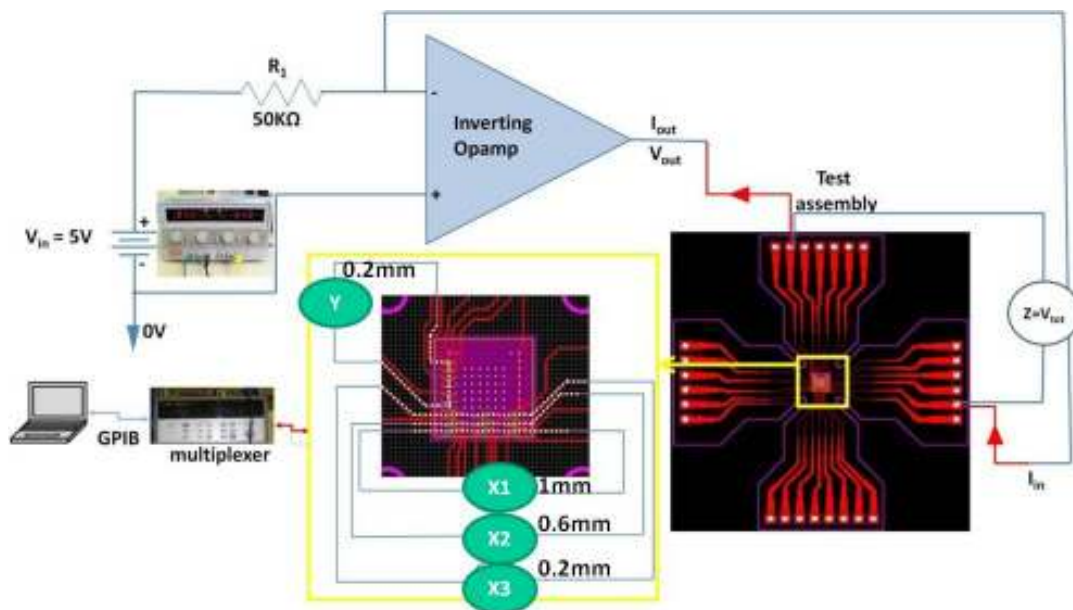 R1
50KΩ
-
Inverting
Opamp
+
Iout
Vout
Test
assembly
+
Vin = 5V
-
0.2mm
Y
Z=Vtot
0V
GPIB
multiplexer
X1
1mm
X2
0.6mm
X3
0.2mm
Iin